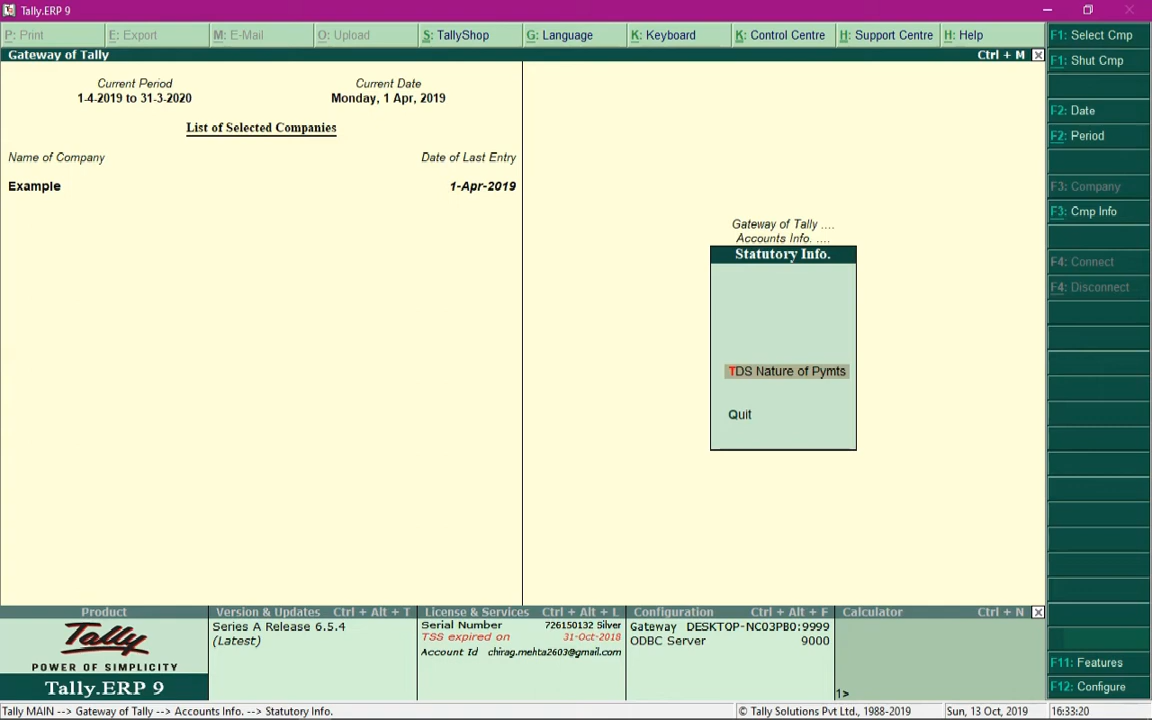 Tally.ERP 9
P: Print E: Export M: E-Mail O: Upload S: TallyShop G: Language K: Keyboard K: Control Centre H: Support Centre H: Help
F1: Select Cmp
Gateway of Tally Ctrl + M
F1: Shut Cmp
Current Period Current Date
1-4-2019 to 31-3-2020 Monday, 1 Apr, 2019
F2: Date
List of Selected Companies
F2: Period
Name of Company Date of Last Entry
Example 1-Apr-2019
F3: Company
F3: Cmp Info
Gateway of Tally ....
Accounts Info. ....
Statutory Info.
F4: Connect
F4: Disconnect
TDS Nature of Pymts
Quit
Product Version & Updates Ctrl + Alt + T License & Services Ctrl + Alt + L Configuration Ctrl + Alt + F Calculator Ctrl + N
Series A Release 6.5.4 Serial Number 726150132 Silver Gateway DESKTOP-NC03PB0:9999
(Latest) TSS expired on 31-Oct-2018 ODBC Server 9000
Account Id chirag.mehta2603@gmail.com
Tally
POWER OF SIMPLICITY
F11: Features
Tally.ERP 9
F12: Configure
1>
Tally MAIN --> Gateway of Tally --> Accounts Info. --> Statutory Info. © Tally Solutions Pvt Ltd., 1988-2019 Sun, 13 Oct, 2019 16:33:20